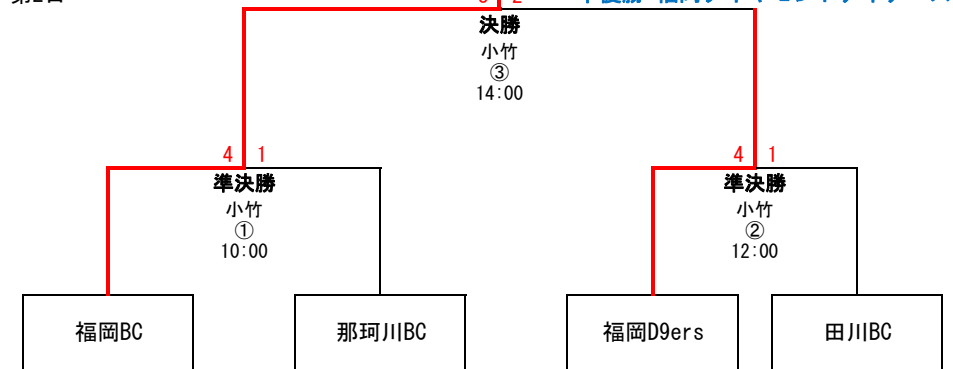 決勝
小竹
③
14:00
4 1
準決勝
小竹
①
10:00
4 1
準決勝
小竹
②
12:00
福岡BC
那珂川BC
福岡D9ers
田川BC